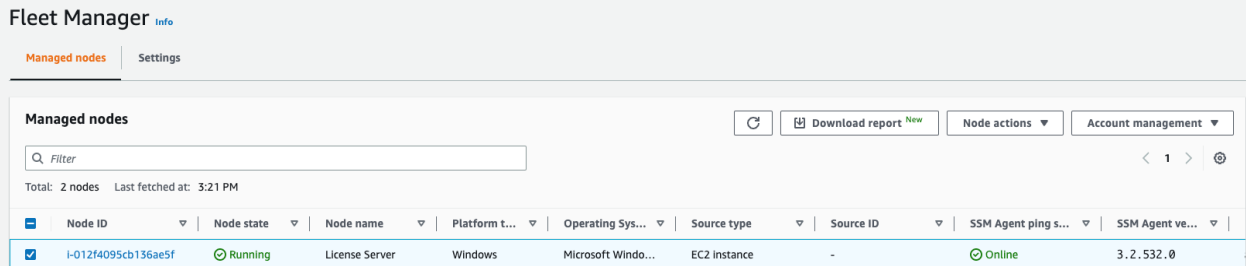 Fleet Manager Info
Managed nodes Settings
Managed nodes
Download report New Node actions Account management
Filter
1
Total: 2 nodes Last fetched at: 3:21 PM
Node ID Node state Node name Platform t... Operating Sys... Source type Source ID SSM Agent ping s... SSM Agent ve...
i-012f4095cb136ae5f Running License Server Windows Microsoft Windo... EC2 instance - Online 3.2.532.0